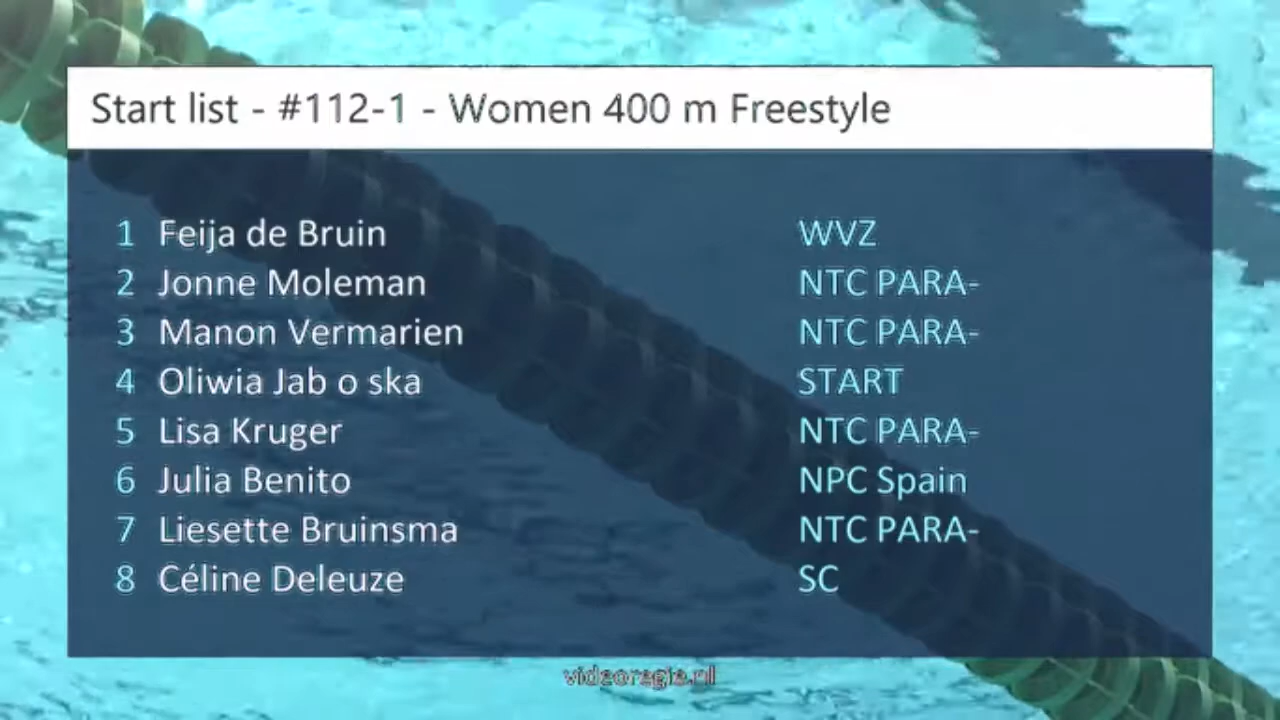 Start list - #112-1 - Women 400 m Freestyle
1 Feija de Bruin WVZ
2 Jonne Moleman NTC PARA-
3 Manon Vermarien NTC PARA-
4 Oliwia Jab o ska START
5 Lisa Kruger NTC PARA-
6 Julia Benito NPC Spain
7 Liesette Bruinsma NTC PARA-
8 Céline Deleuze SC
videoregie.nl